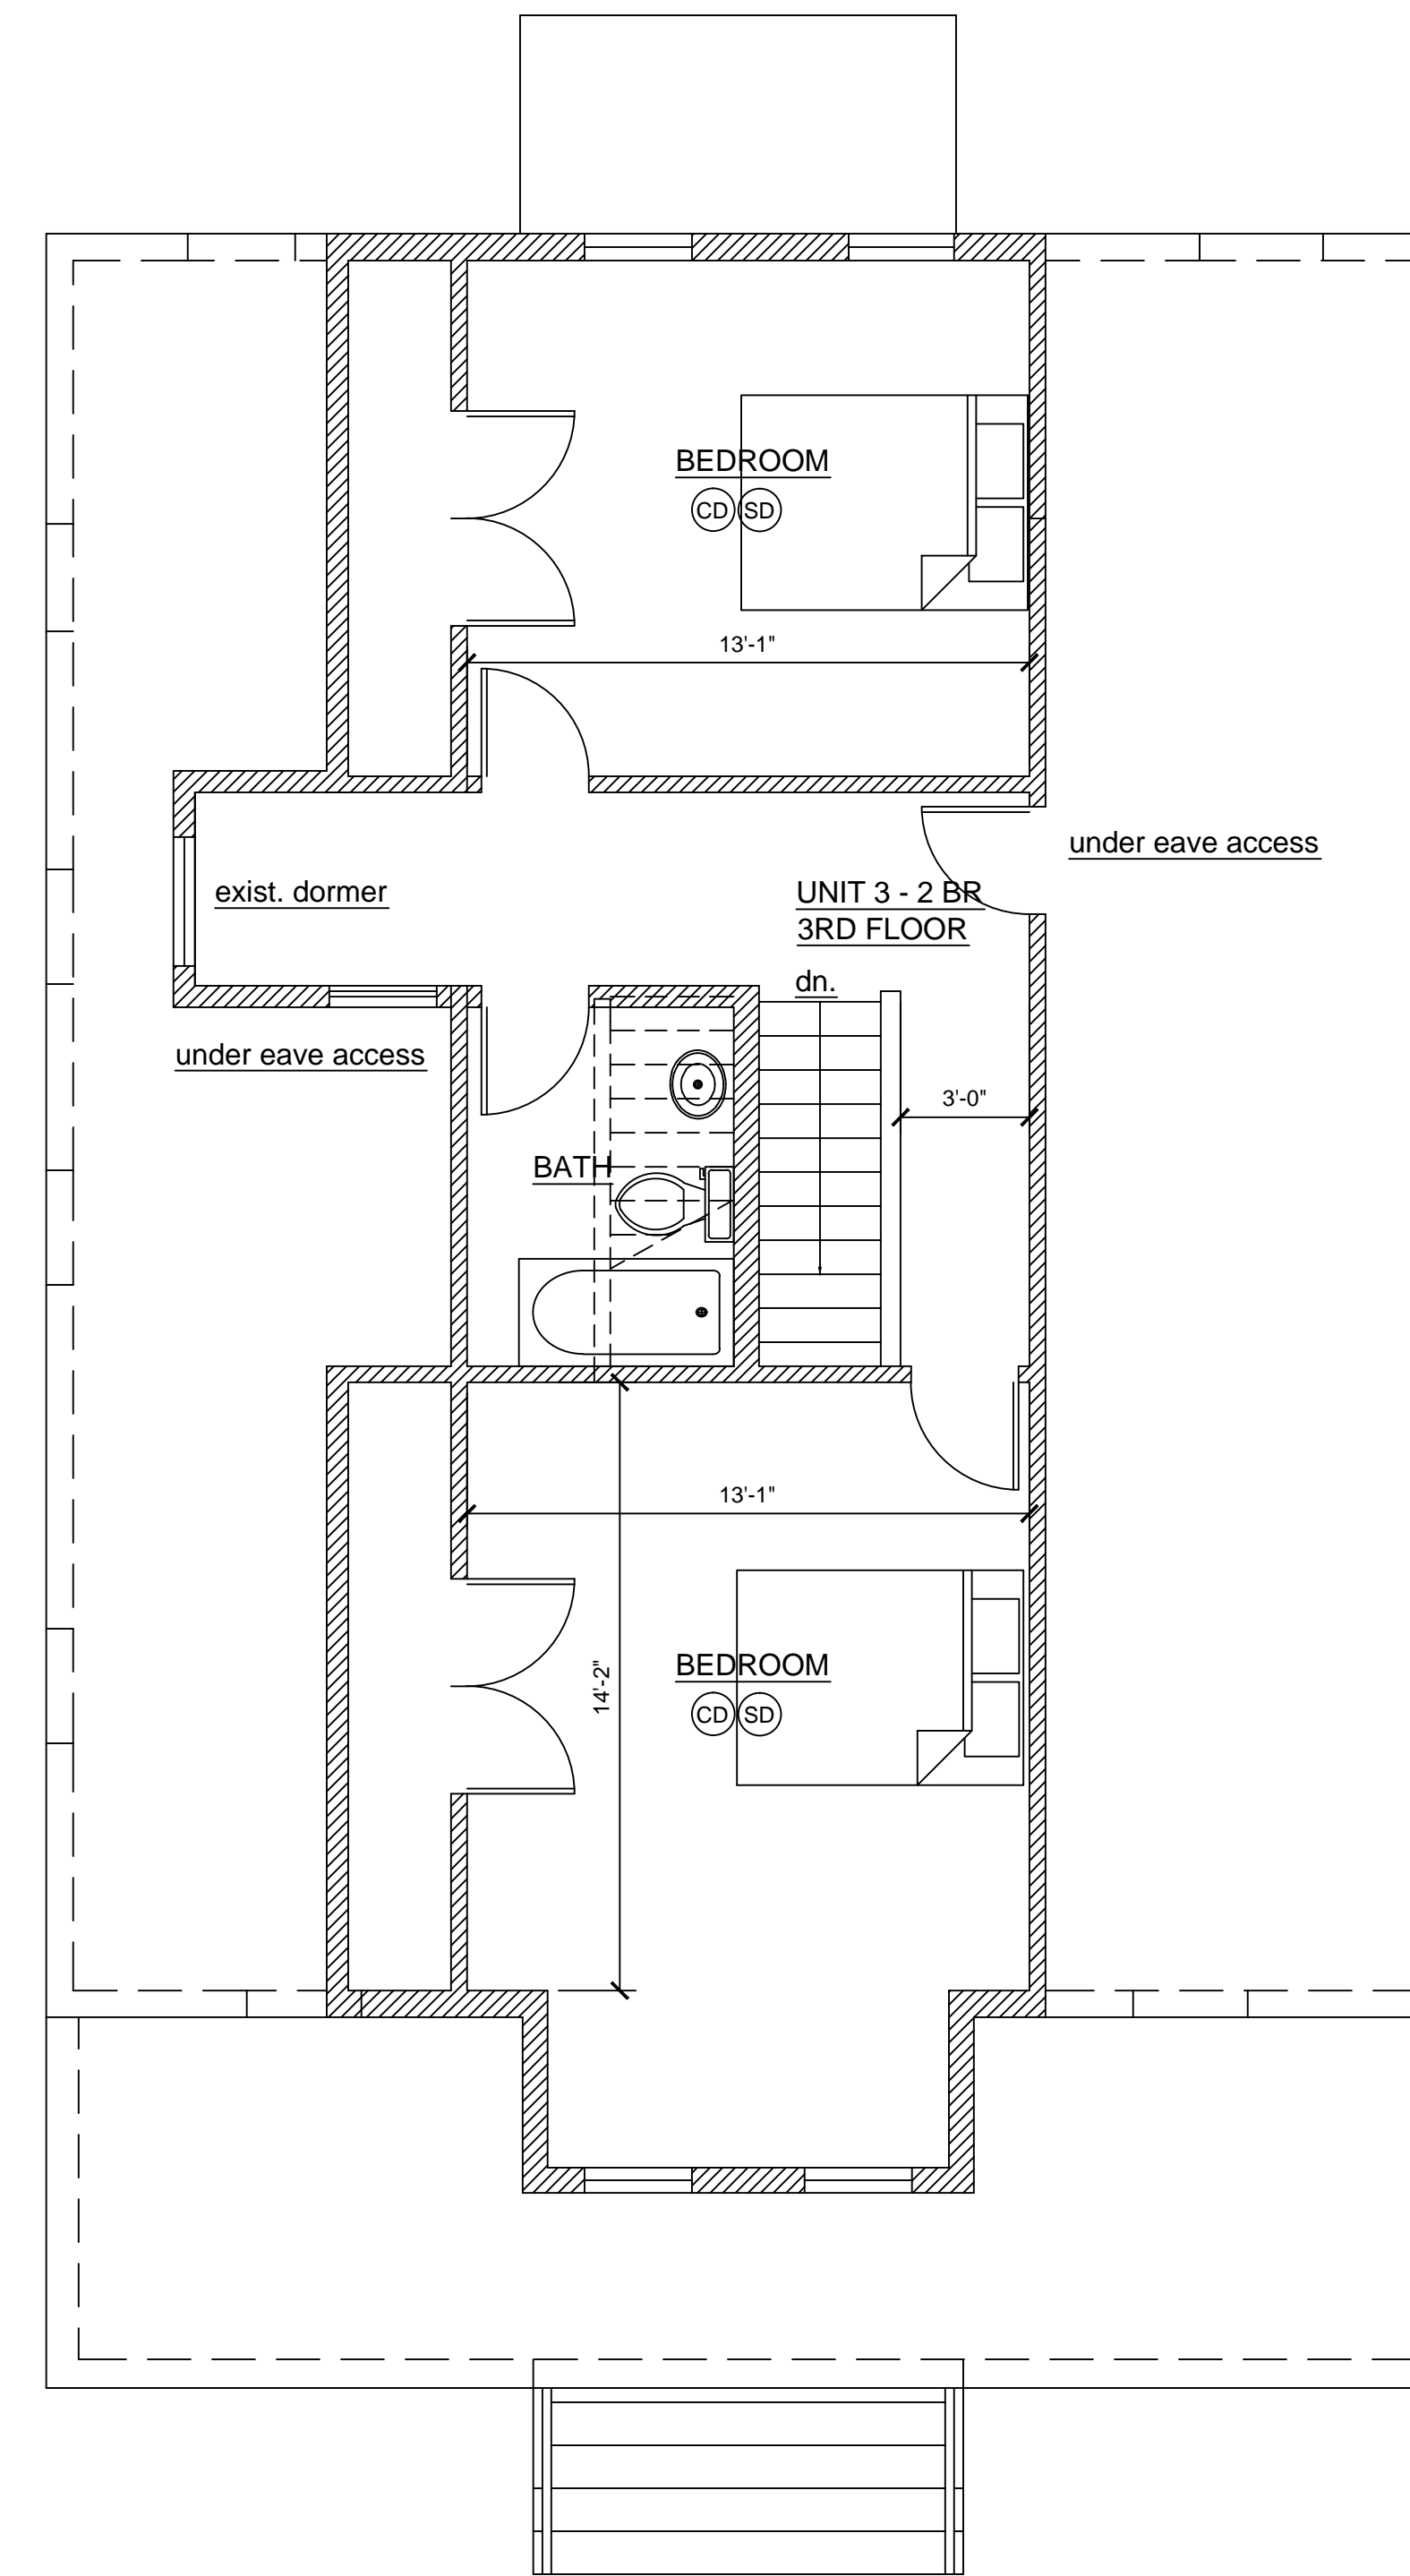 BEDROOM
CD SD
13'-1"
under eave access
exist. dormer
UNIT 3 - 2 BR
3RD FLOOR
dn.
under eave access
3'-0"
BATH
13'-1"
14'-2"
BEDROOM
CD SD